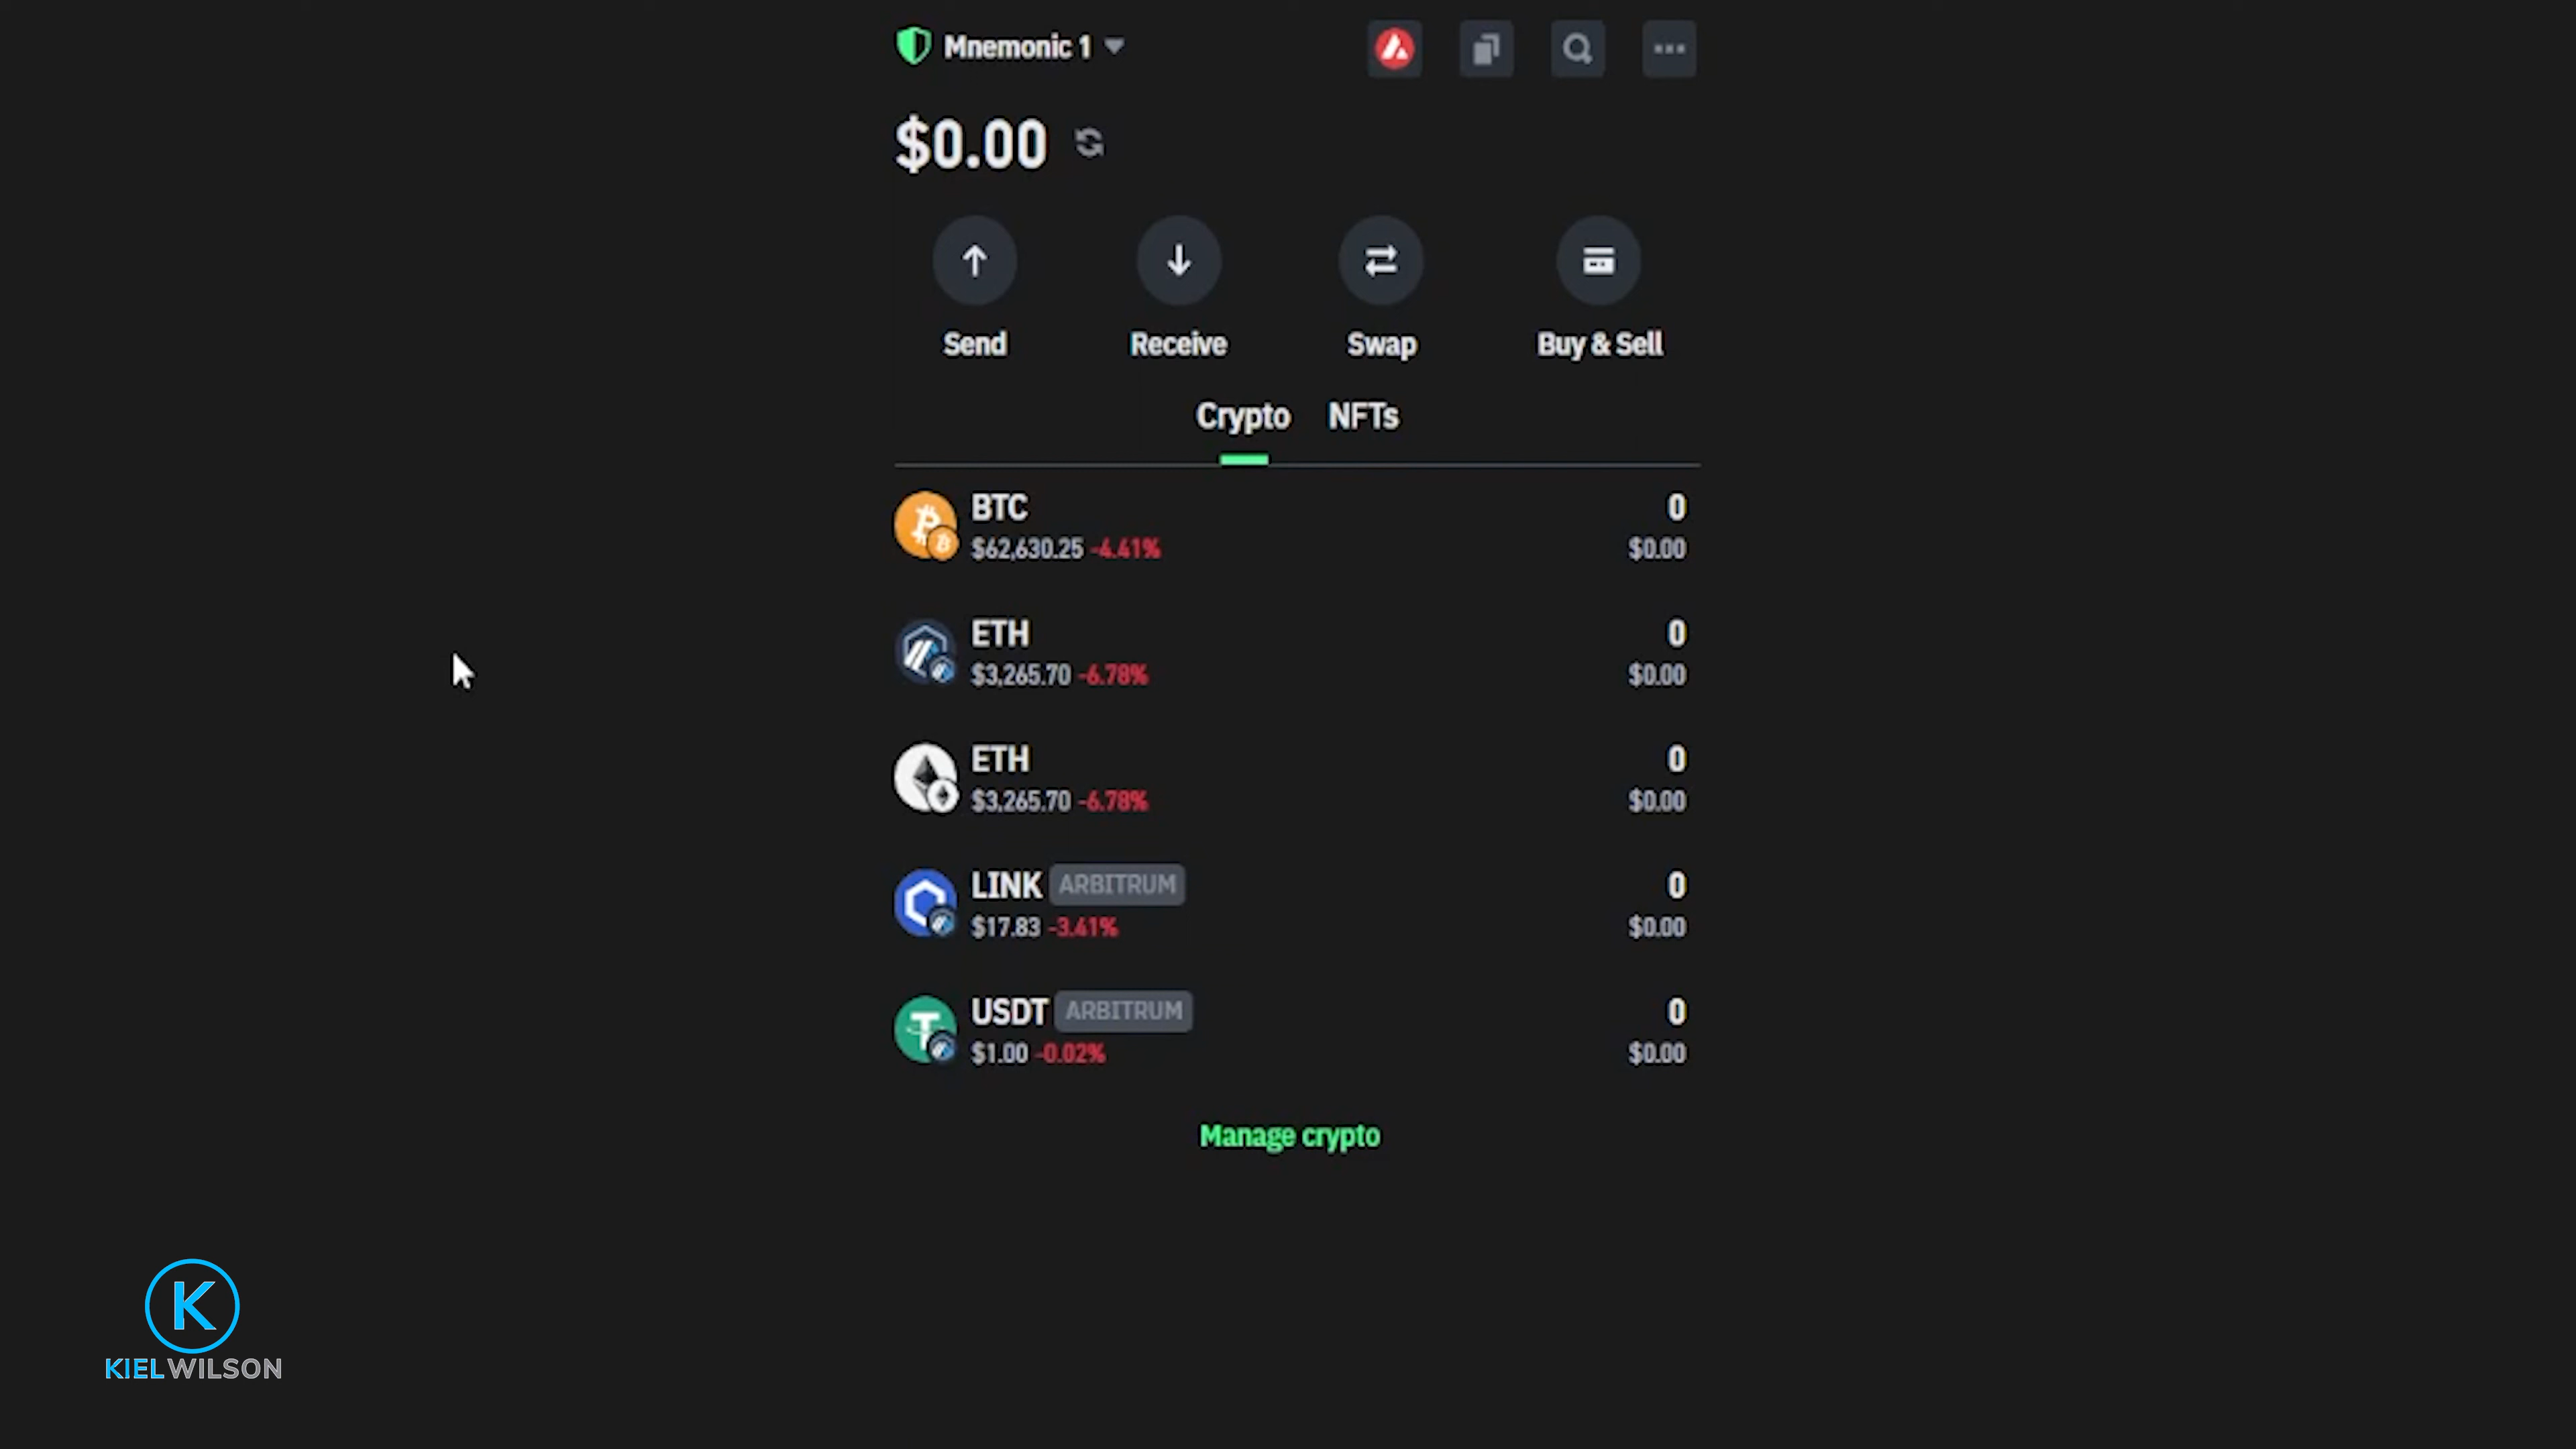 Mnemonic 1
$0.00
Send Receive Swap Buy & Sell
Crypto NFTs
BTC 0
$62,630.25 -4.41% $0.00
ETH 0
$3,265.70 -6.78% $0.00
ETH 0
$3,265.70 -6.78% $0.00
LINK ARBITRUM 0
$17.83 -3.41% $0.00
USDT ARBITRUM 0
$1.00 -0.02% $0.00
Manage crypto
K
KIELWILSON